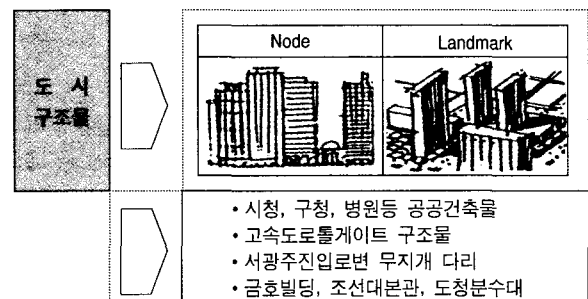 Node
Landmark
도 시
구조물
• 시청, 구청, 병원등 공공건축물
• 고속도로톨게이트 구조물
• 서광주진입로변 무지개 다리
• 금호빌딩, 조선대본관, 도청분수대